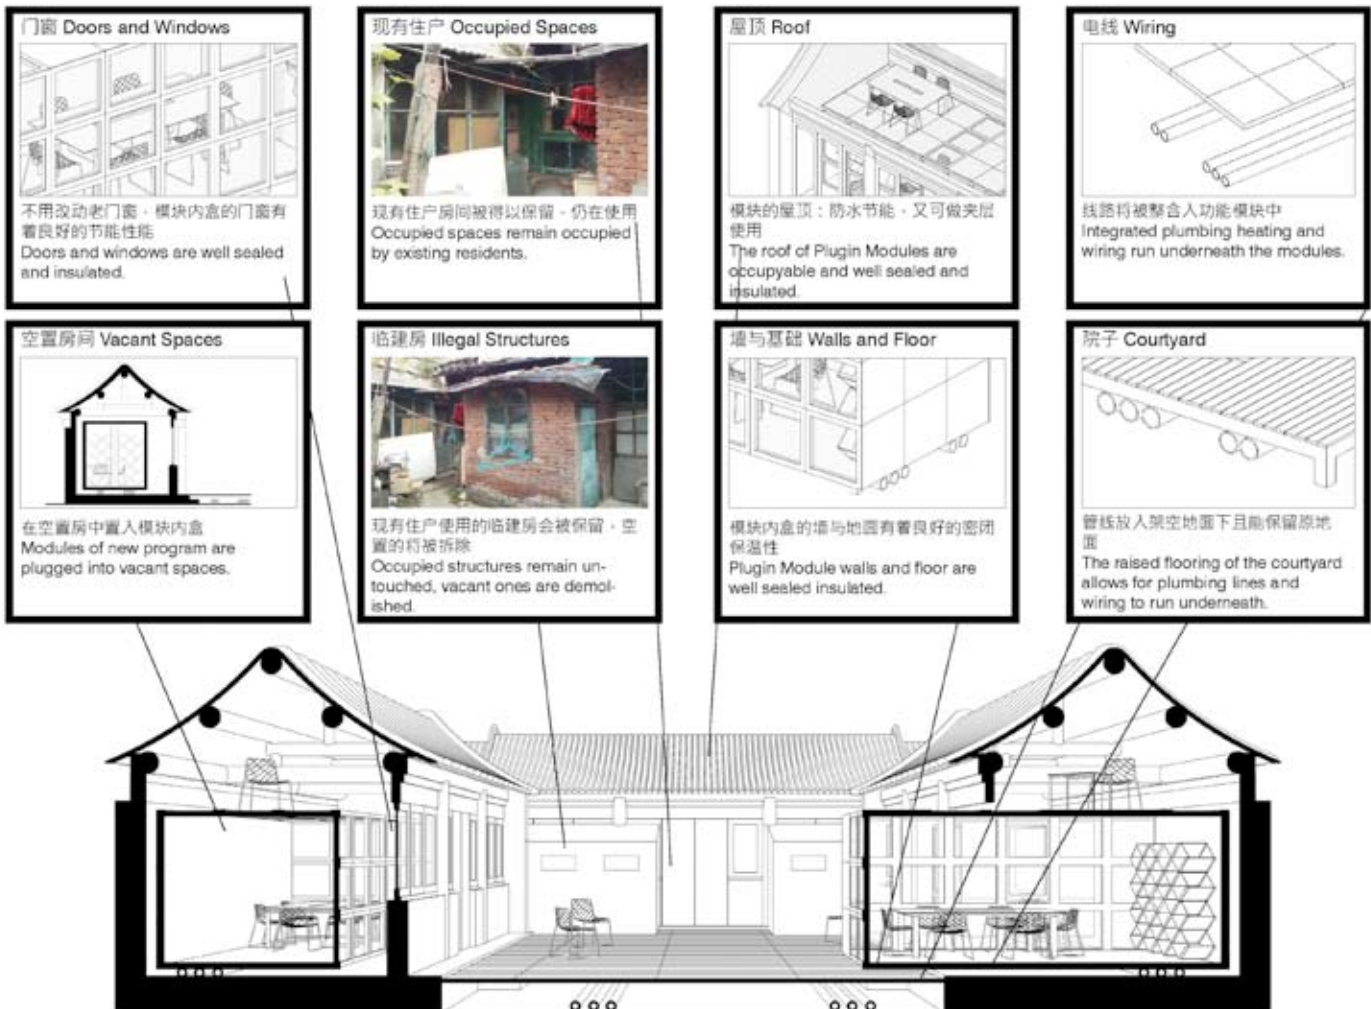 门窗 Doors and Windows
不用改动老门窗，模块内盒的门窗有
着良好的节能性能
Doors and windows are well sealed
and insulated.
现有住户 Occupied Spaces
现有住户房间被得以保留，仍在使用
Occupied spaces remain occupied
by existing residents.
屋顶 Roof
模块的屋顶：防水节能，又可做夹层
使用
The roof of Plugin Modules are
occupyable and well sealed and
insulated.
电线 Wiring
线路将被整合入功能模块中
Integrated plumbing heating and
wiring run underneath the modules.
空置房间 Vacant Spaces
在空置房中置入模块内盒
Modules of new program are
plugged into vacant spaces.
临建房 Illegal Structures
现有住户使用的临建房会被保留，空
置的将被拆除
Occupied structures remain un-
touched, vacant ones are demol-
ished.
墙与基础 Walls and Floor
模块内盒的墙与地面有着良好的密闭
保温性
Plugin Module walls and floor are
well sealed insulated.
院子 Courtyard
管线放入架空地面下且能保留原地
面
The raised flooring of the courtyard
allows for plumbing lines and
wiring to run underneath.